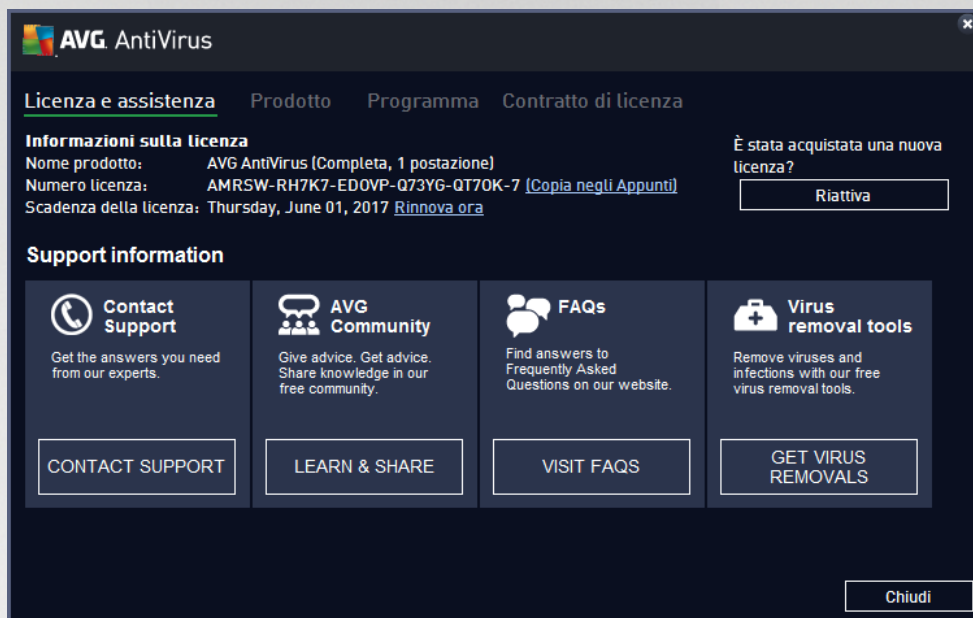 AVG. AntiVirus
Licenza e assistenza Prodotto Programma Contratto di licenza
Informazioni sulla licenza
Nome prodotto: AVG AntiVirus (Completa, 1 postazione)
Numero licenza: AMRSW-RH7K7-EDOVP-Q73YG-QT7OK-7 (Copia negli Appunti)
Scadenza della licenza: Thursday, June 01, 2017 Rinnova ora
È stata acquistata una nuova
licenza?
Riattiva
Support information
Contact
Support
Get the answers you need
from our experts.
CONTACT SUPPORT
AVG
Community
Give advice. Get advice.
Share knowledge in our
free community.
LEARN & SHARE
FAQs
Find answers to
Frequently Asked
Questions on our website.
VISIT FAQS
Virus
removal tools
Remove viruses and
infections with our free
virus removal tools.
GET VIRUS
REMOVALS
Chiudi